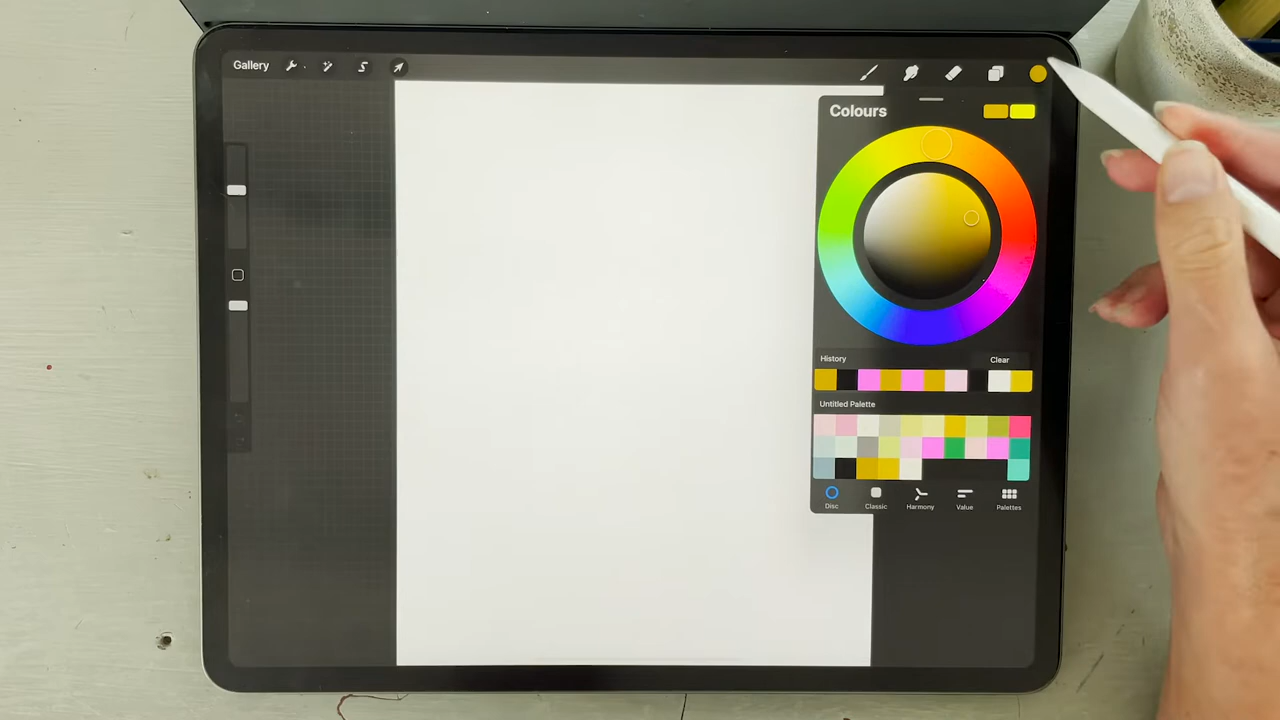 Gallery
Colours
History Clear
Untitled Palette
Disc Classic Harmony Value Palettes